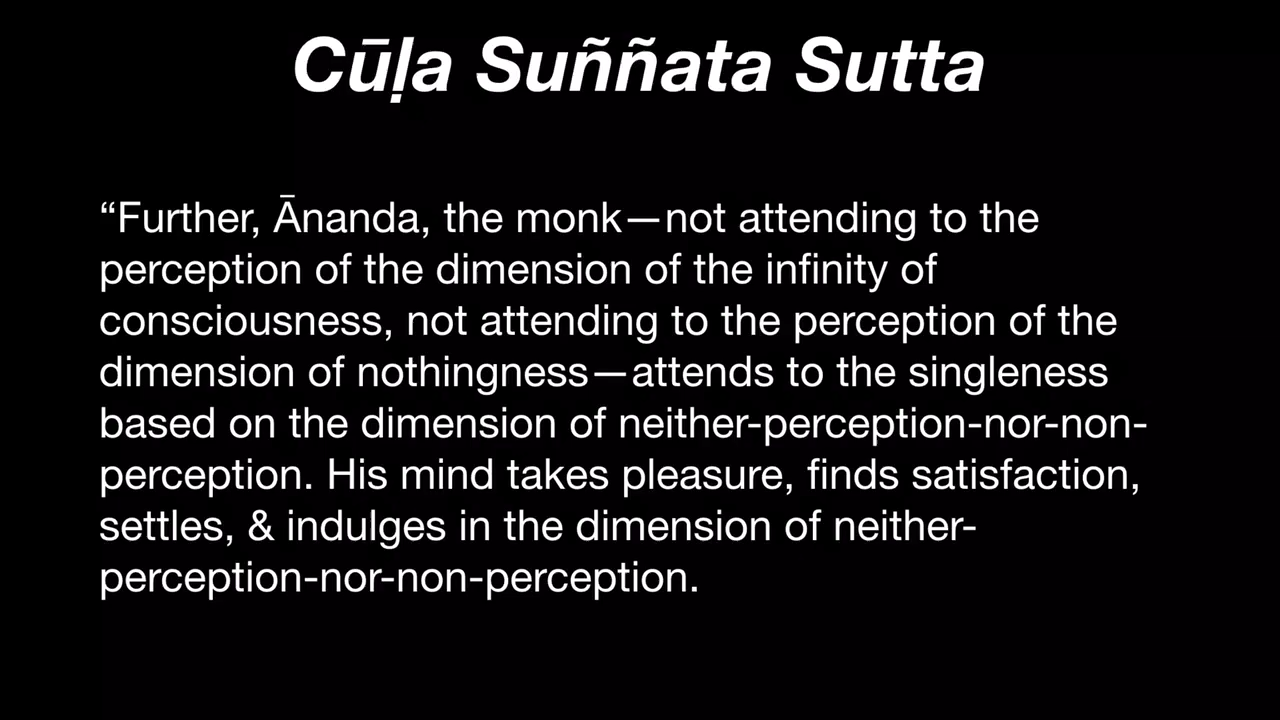 Cūḷa Suññata Sutta
“Further, Ānanda, the monk—not attending to the
perception of the dimension of the infinity of
consciousness, not attending to the perception of the
dimension of nothingness—attends to the singleness
based on the dimension of neither-perception-nor-non-
perception. His mind takes pleasure, finds satisfaction,
settles, & indulges in the dimension of neither-
perception-nor-non-perception.